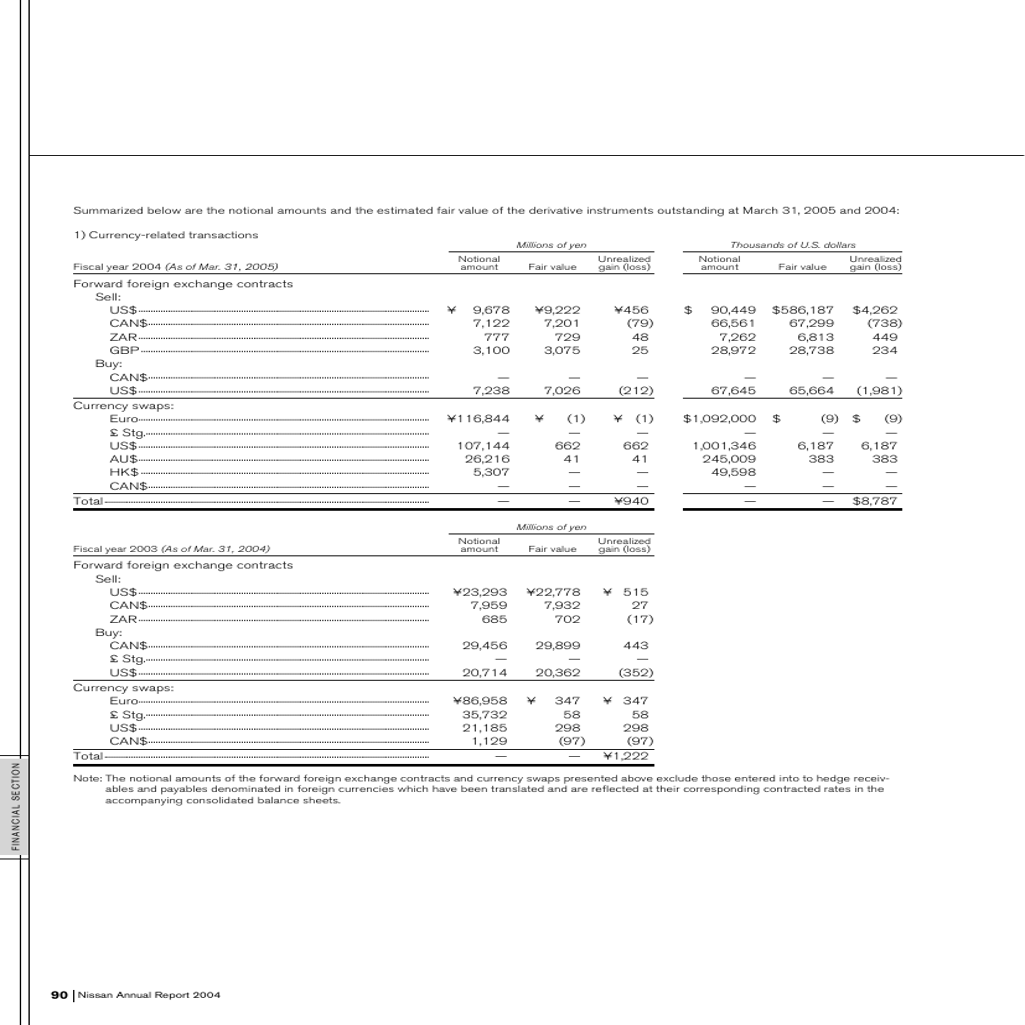 Summarized below are the notional amounts and the estimated fair value of the derivative instruments outstanding at March 31, 2005 and 2004:
1) Currency-related transactions
Millions of yen Thousands of U.S. dollars
Fiscal year 2004 (As of Mar. 31, 2005) Notional amount Fair value Unrealized gain (loss) Notional amount Fair value Unrealized gain (loss)
Forward foreign exchange contracts
Sell:
US$ ¥ 9,678 ¥9,222 ¥456 $ 90,449 $586,187 $4,262
CAN$ 7,122 7,201 (79) 66,561 67,299 (738)
ZAR 777 729 48 7,262 6,813 449
GBP 3,100 3,075 25 28,972 28,738 234
Buy:
CAN$ — — — — — —
US$ 7,238 7,026 (212) 67,645 65,664 (1,981)
Currency swaps:
Euro ¥116,844 ¥ (1) ¥ (1) $1,092,000 $ (9) $ (9)
£ Stg. — — — — — —
US$ 107,144 662 662 1,001,346 6,187 6,187
AU$ 26,216 41 41 245,009 383 383
HK$ 5,307 — — 49,598 — —
CAN$ — — — — — —
Total — — ¥940 — — $8,787
Millions of yen
Fiscal year 2003 (As of Mar. 31, 2004) Notional amount Fair value Unrealized gain (loss)
Forward foreign exchange contracts
Sell:
US$ ¥23,293 ¥22,778 ¥ 515
CAN$ 7,959 7,932 27
ZAR 685 702 (17)
Buy:
CAN$ 29,456 29,899 443
£ Stg. — — —
US$ 20,714 20,362 (352)
Currency swaps:
Euro ¥86,958 ¥ 347 ¥ 347
£ Stg. 35,732 58 58
US$ 21,185 298 298
CAN$ 1,129 (97) (97)
Total — — ¥1,222
Note: The notional amounts of the forward foreign exchange contracts and currency swaps presented above exclude those entered into to hedge receiv-
ables and payables denominated in foreign currencies which have been translated and are reflected at their corresponding contracted rates in the
accompanying consolidated balance sheets.
FINANCIAL SECTION
90 Nissan Annual Report 2004